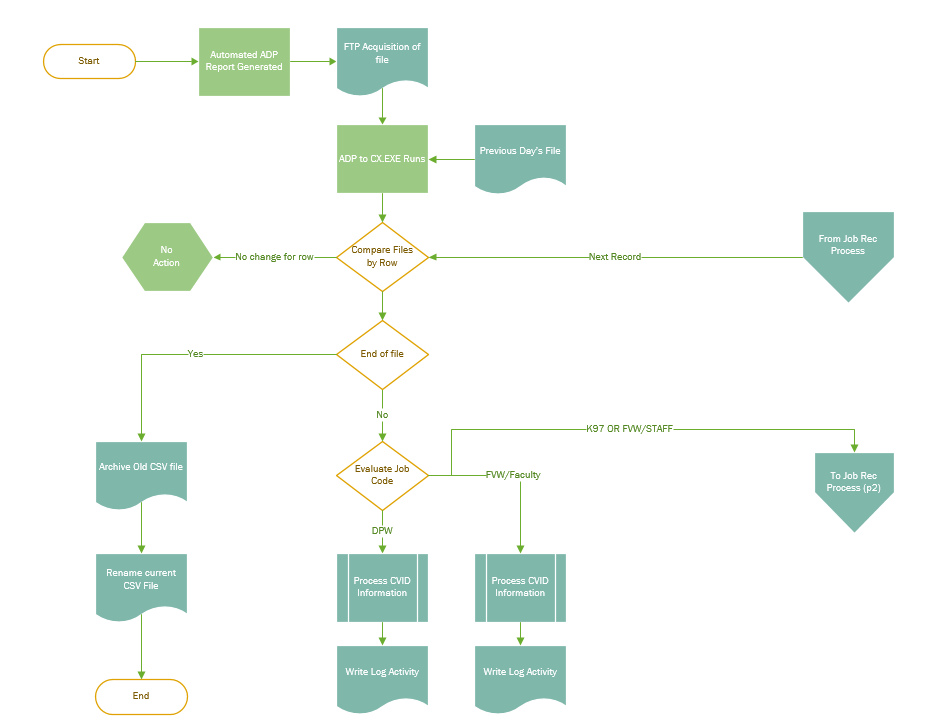 Start
Automated ADP
Report Generated
FTP Acquisition of
file
ADP to CX.EXE Runs
Previous Day's File
No
Action
No change for row
Compare Files
by Row
Next Record
From Job Rec
Process
Yes
End of file
No
K97 OR FVW/STAFF
Archive Old CSV file
Evaluate Job
Code
FVW/Faculty
To Job Rec
Process (p2)
DPW
Rename current
CSV File
Process CVID
Information
Process CVID
Information
Write Log Activity
Write Log Activity
End